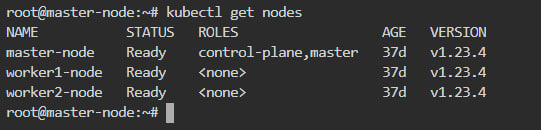 root@master-node:~# kubectl get nodes
NAME STATUS ROLES AGE VERSION
master-node Ready control-plane,master 37d v1.23.4
worker1-node Ready <none> 37d v1.23.4
worker2-node Ready <none> 37d v1.23.4
root@master-node:~#